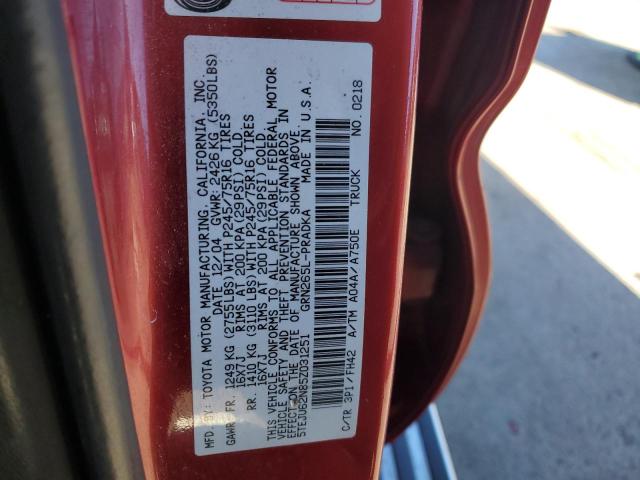 MFD. BY: TOYOTA MOTOR MANUFACTURING, CALIFORNIA, INC.
DATE 12/04 GVWR: 2426 KG (5350LBS)
GAWR: FR. 1249 KG (2755LBS) WITH P245/75R16 TIRES
16X7J RIMS AT 200 KPA (29PSI) COLD.
RR. 1410 KG (3110 LBS) WITH P245/75R16 TIRES
16X7J RIMS AT 200 KPA (29PSI) COLD.
THIS VEHICLE CONFORMS TO ALL APPLICABLE FEDERAL MOTOR
VEHICLE SAFETY AND THEFT PREVENTION STANDARDS IN
EFFECT ON THE DATE OF MANUFACTURE SHOWN ABOVE.
5TEJU62N85Z031251 GRN265L-PRADKA MADE IN U.S.A.
C/TR 3P1/FH42 A/TM A04A/A750E TRUCK NO. 0218